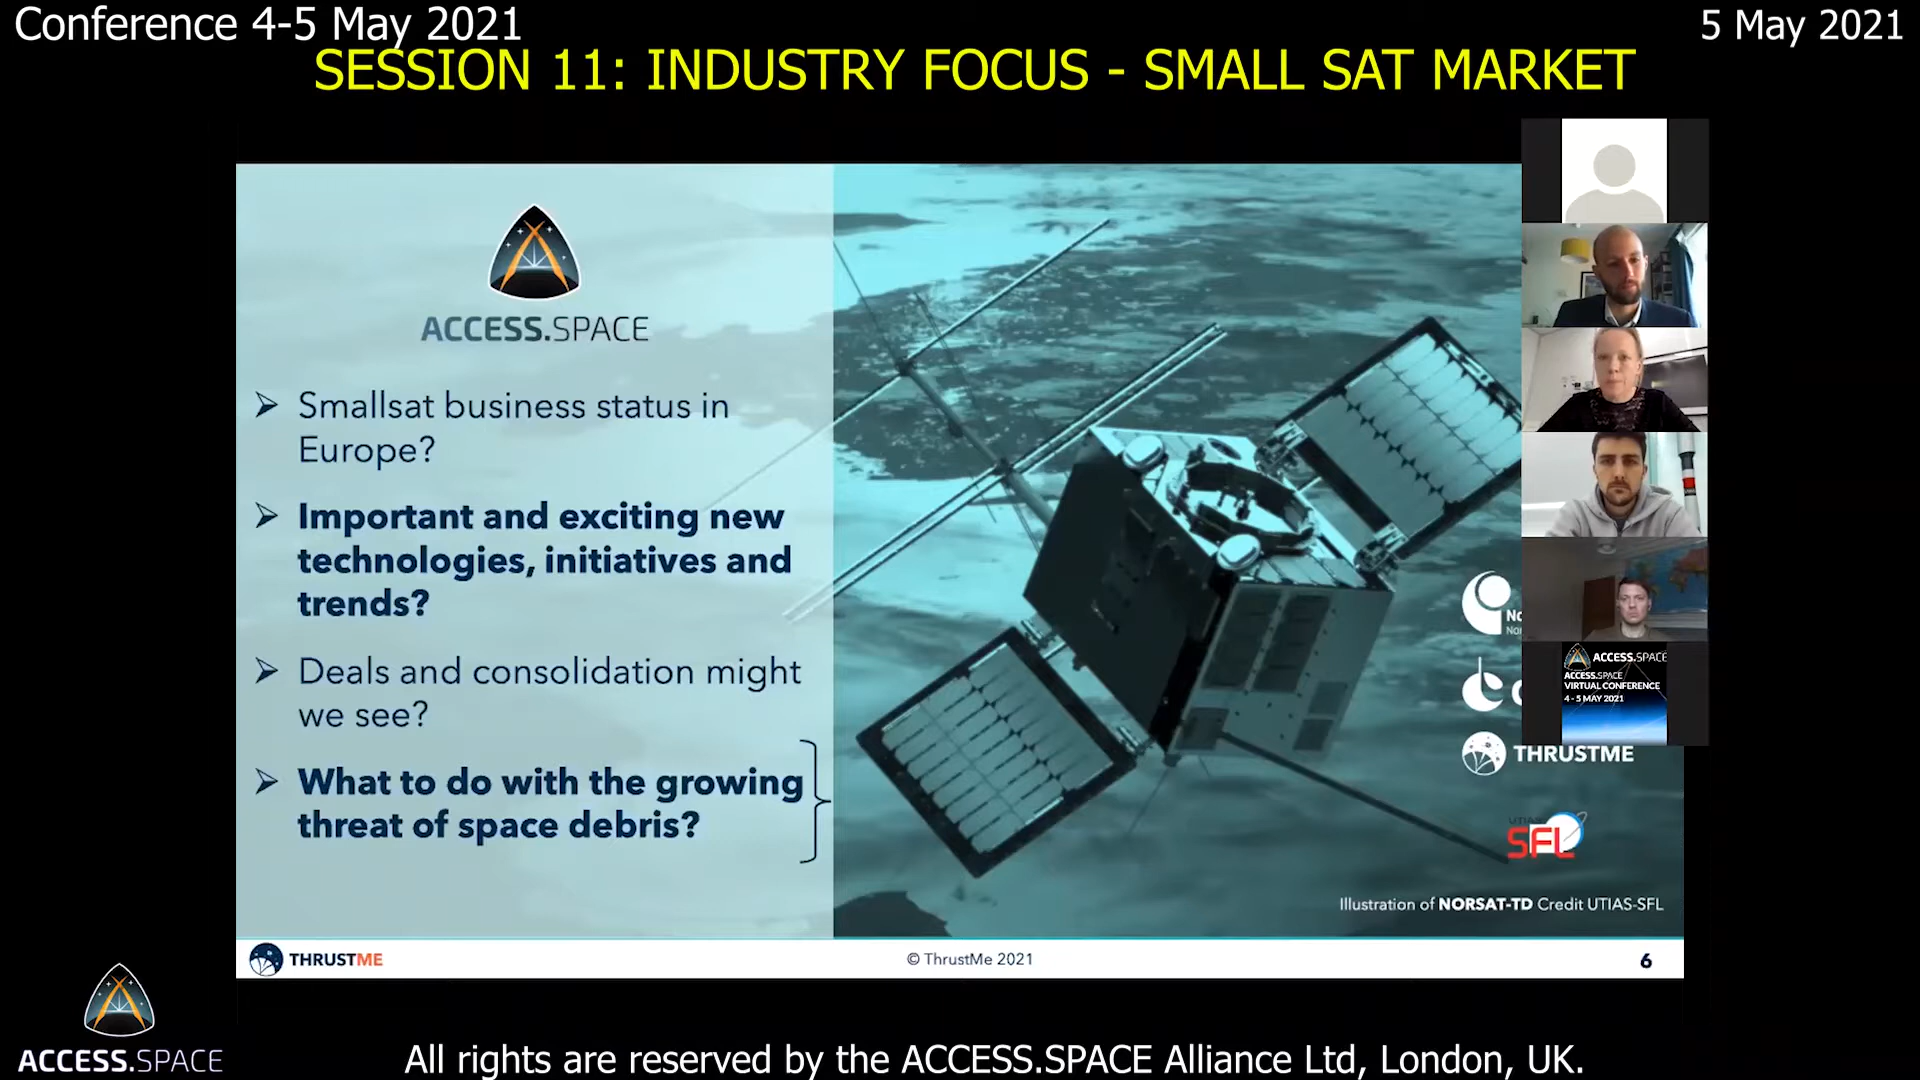 Conference 4-5 May 2021
5 May 2021
SESSION 11: INDUSTRY FOCUS - SMALL SAT MARKET
ACCESS.SPACE
Smallsat business status in
Europe?
Important and exciting new
technologies, initiatives and
trends?
Deals and consolidation might
we see?
What to do with the growing
threat of space debris?
THRUSTME
UTIAS
SFL
Illustration of NORSAT-TD Credit UTIAS-SFL
ACCESS.SPACE
ACCESS.SPACE
VIRTUAL CONFERENCE
4 - 5 MAY 2021
THRUSTME
© ThrustMe 2021
6
ACCESS.SPACE
All rights are reserved by the ACCESS.SPACE Alliance Ltd, London, UK.